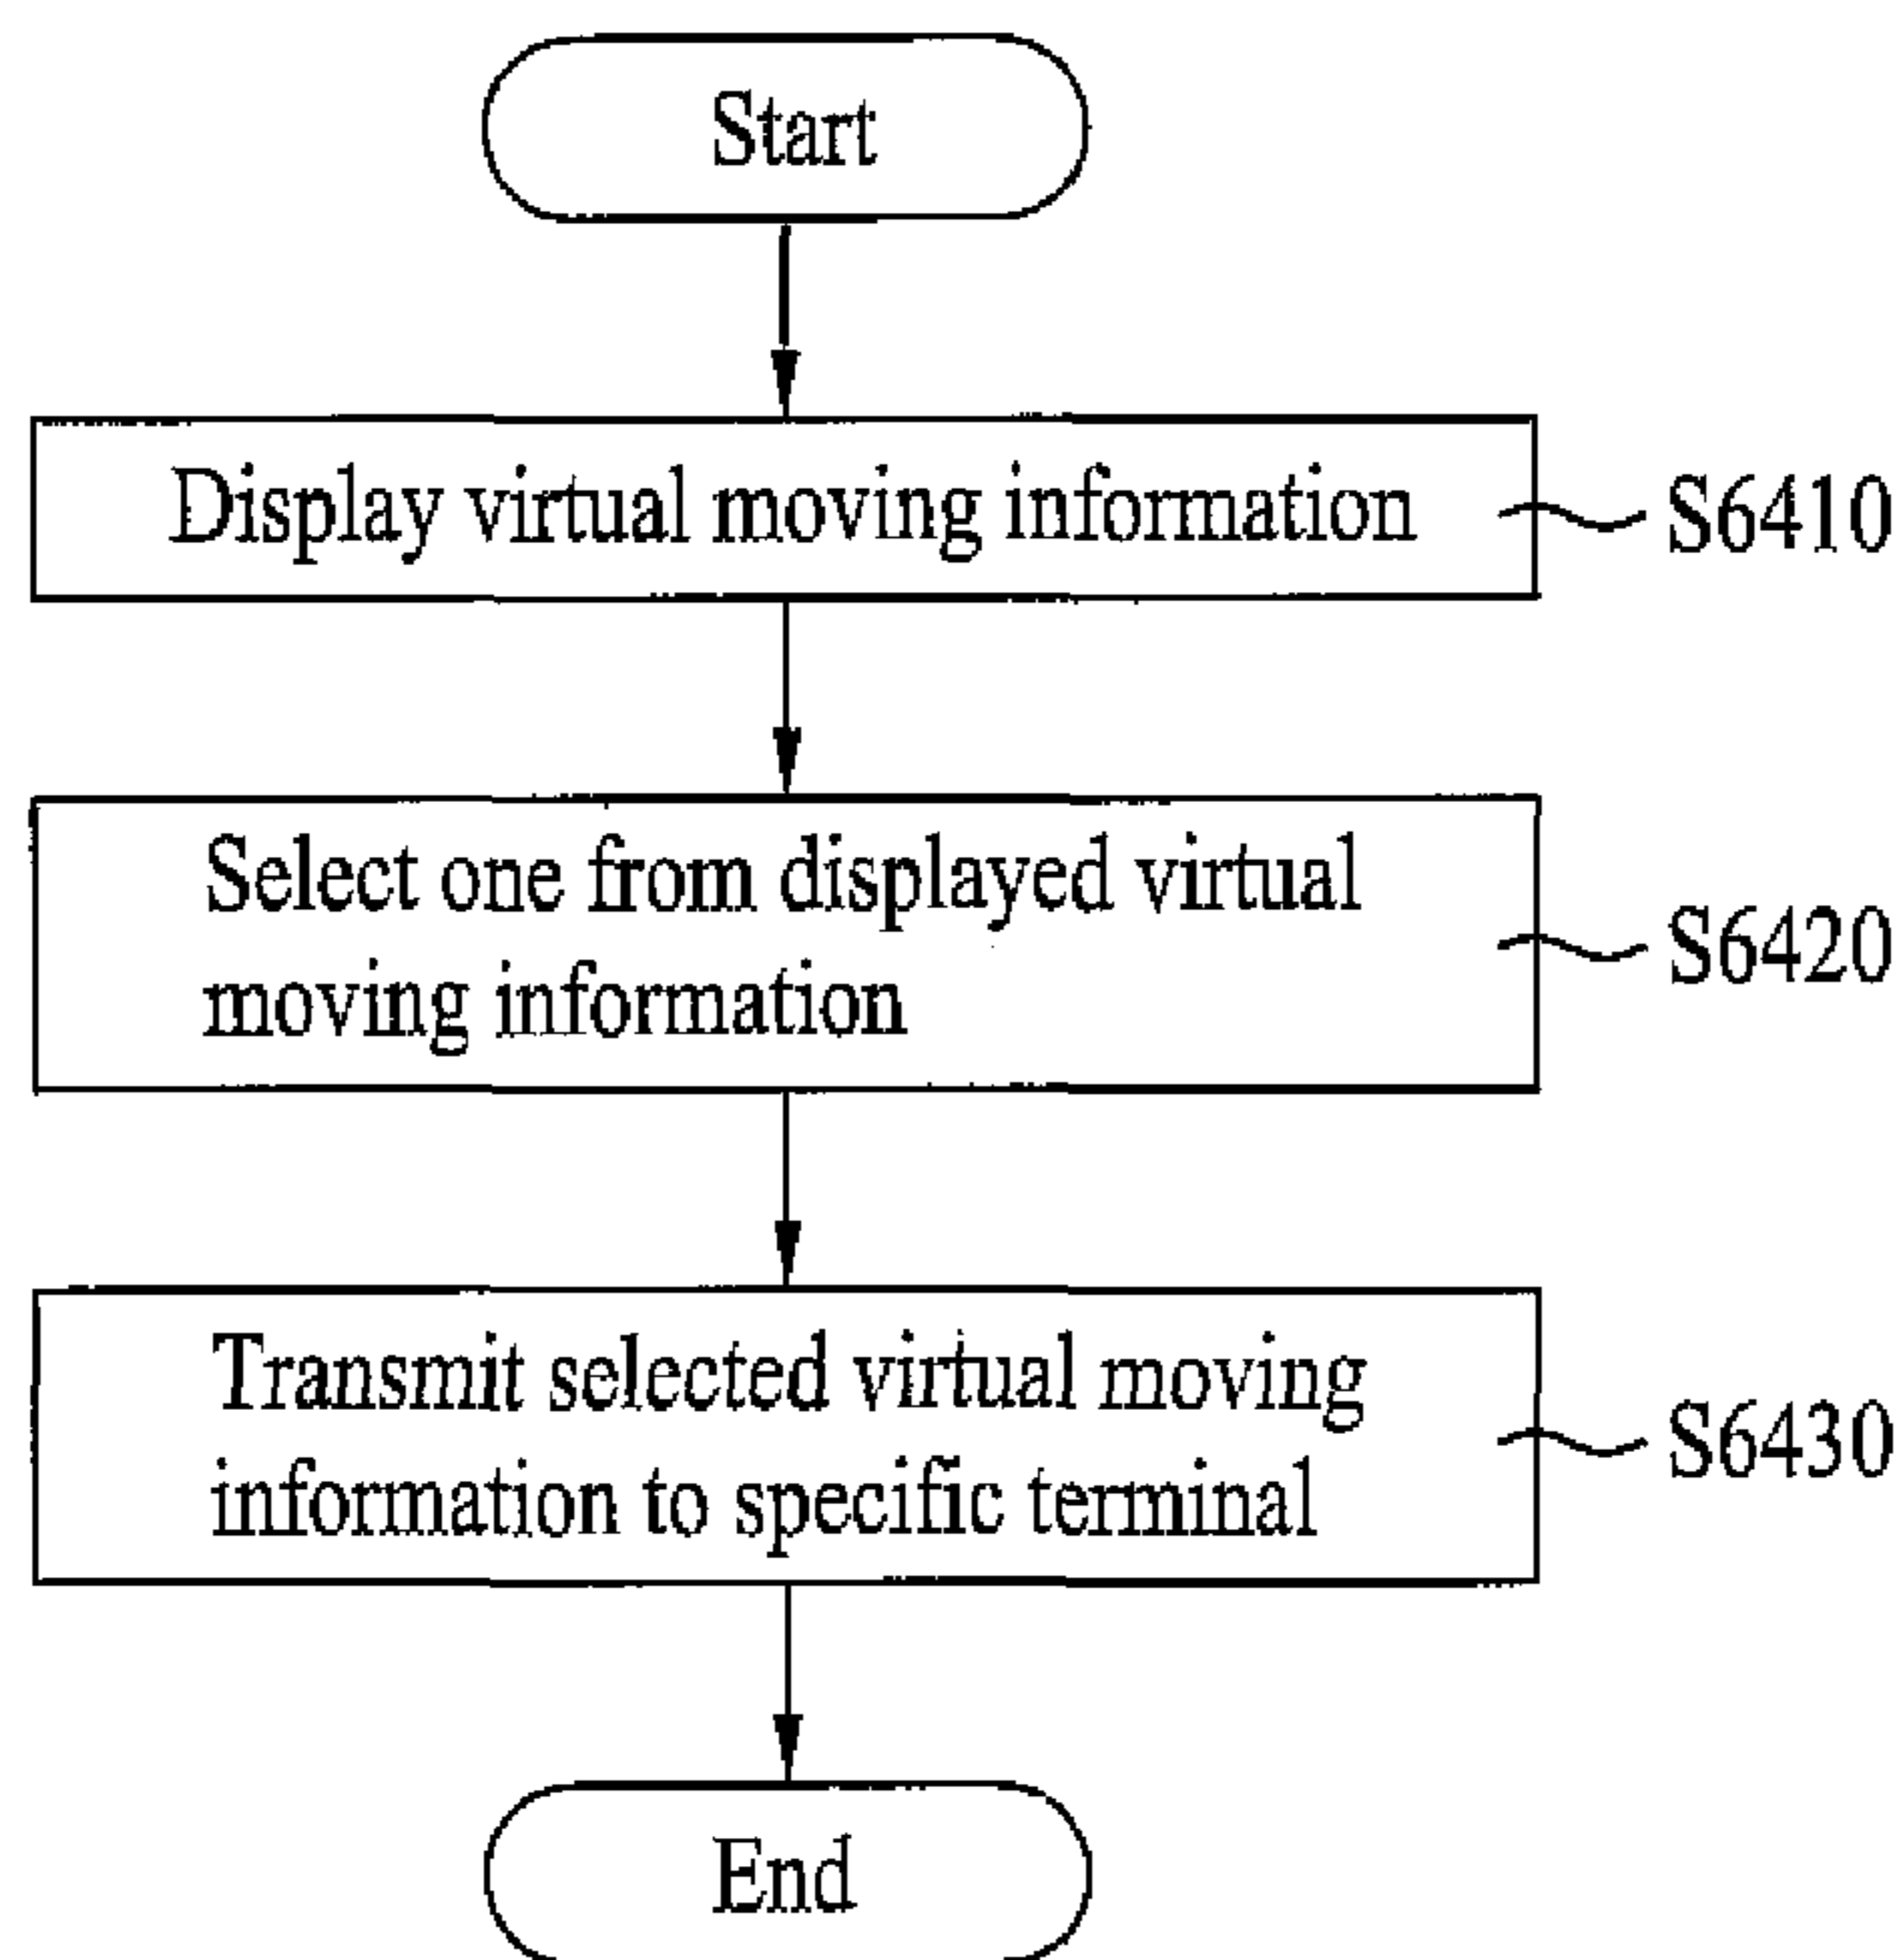 Start
Display virtual moving information
S6410
Select one from displayed virtual
moving information
S6420
Transmit selected virtual moving
information to specific terminal
S6430
End